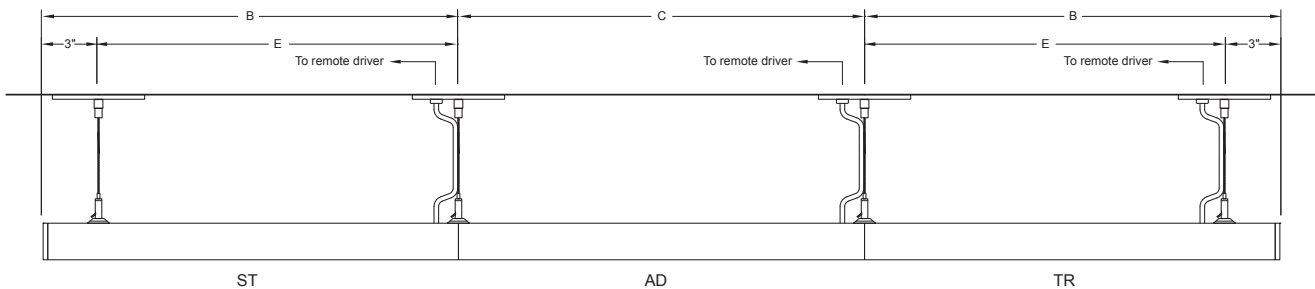 B C B
3" E E 3"
To remote driver To remote driver To remote driver
ST AD TR